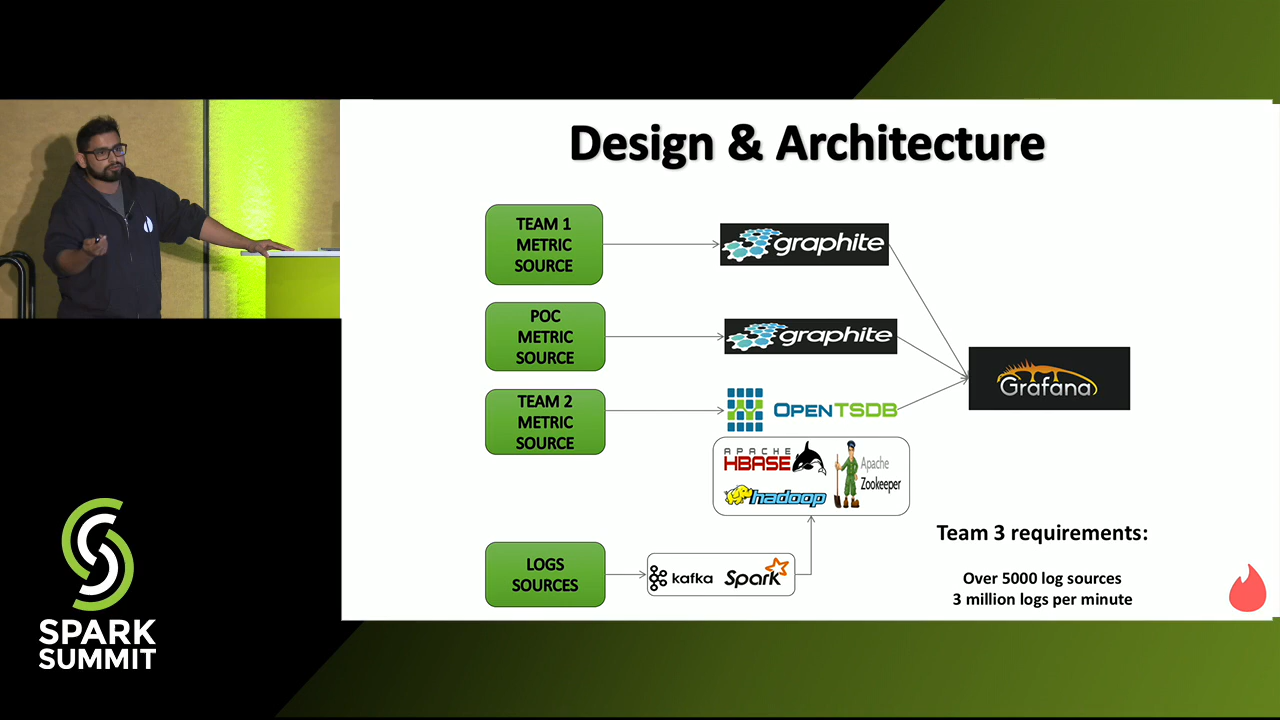 Design & Architecture
TEAM 1
METRIC
SOURCE
graphite
POC
METRIC
SOURCE
graphite
Grafana
TEAM 2
METRIC
SOURCE
OPENTSDB
APACHE
HBASE
hadoop
Apache
Zookeeper
LOGS
SOURCES
kafka
Spark
Team 3 requirements:
Over 5000 log sources
3 million logs per minute
SPARK
SUMMIT